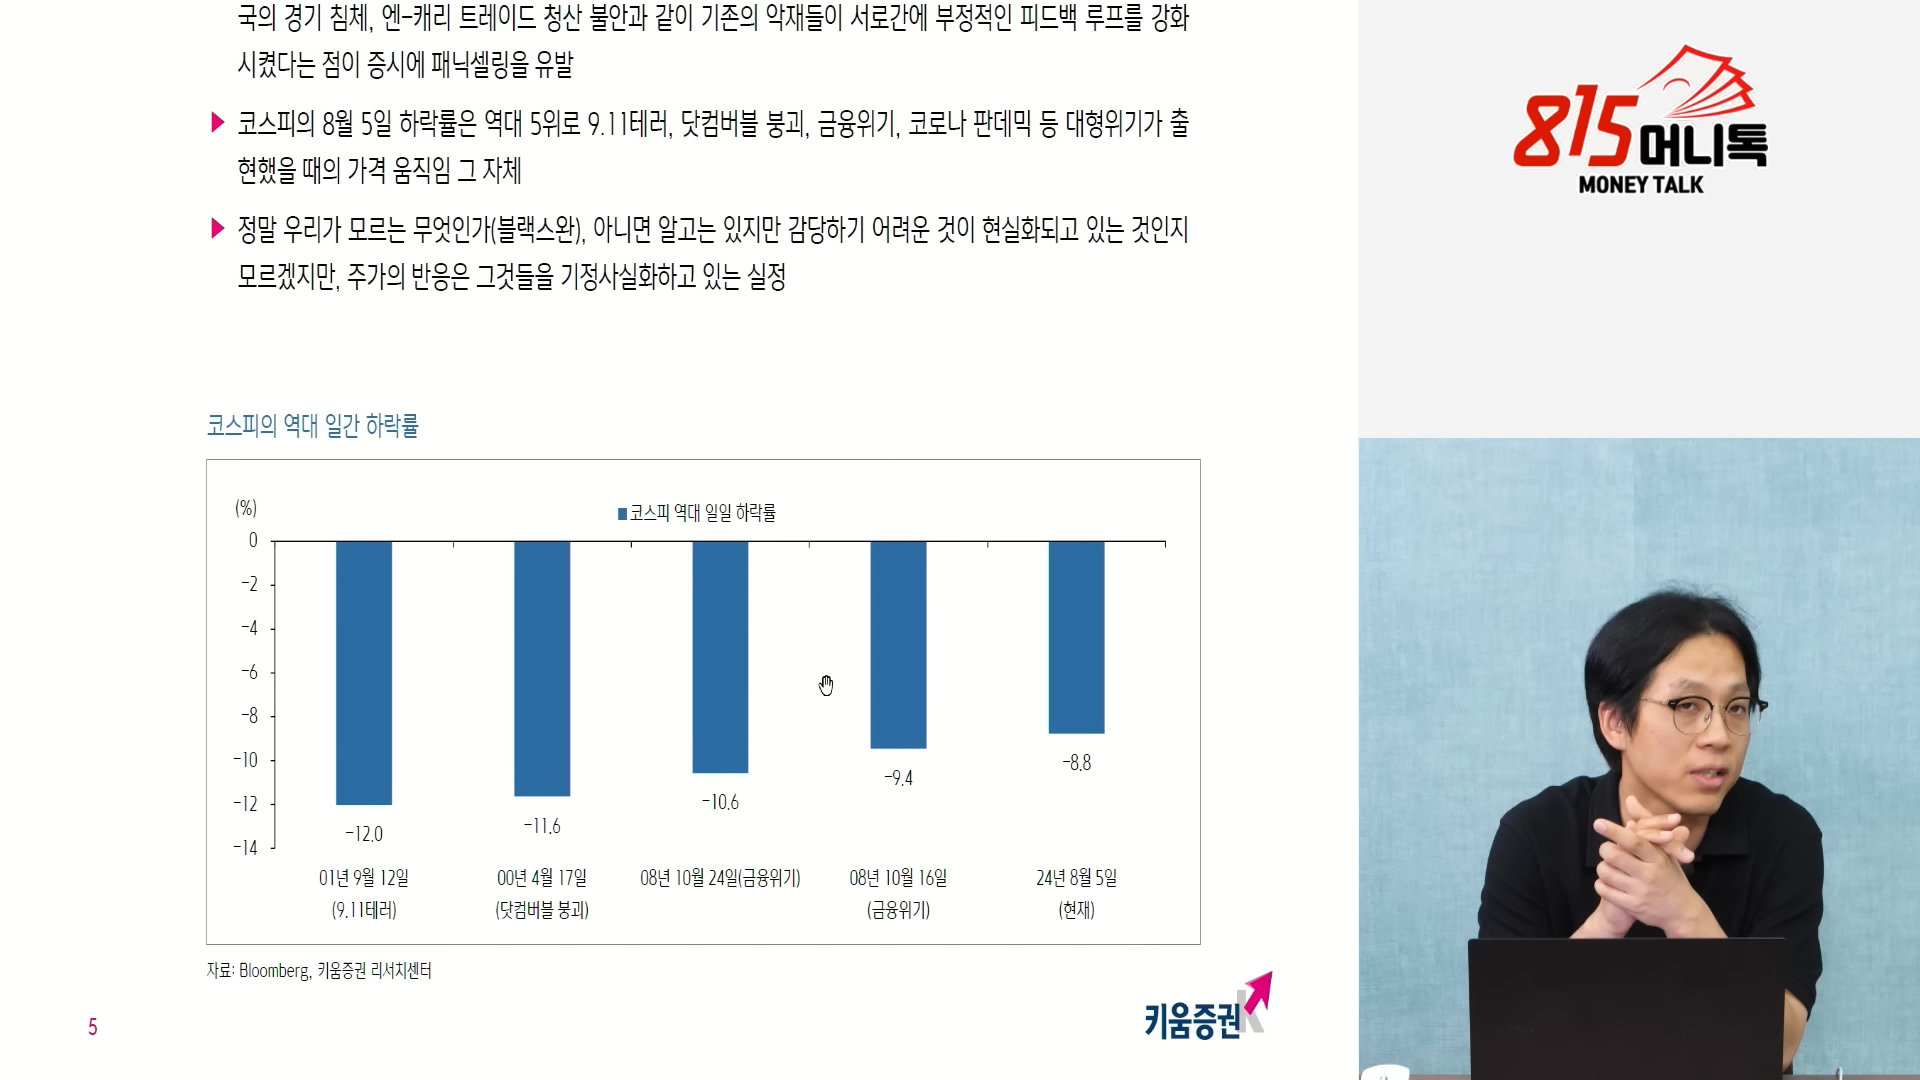 국의 경기 침체, 엔-캐리 트레이드 청산 불안과 같이 기존의 악재들이 서로간에 부정적인 피드백 루프를 강화
시켰다는 점이 증시에 패닉셀링을 유발
코스피의 8월 5일 하락률은 역대 5위로 9.11테러, 닷컴버블 붕괴, 금융위기, 코로나 판데믹 등 대형위기가 출
현했을 때의 가격 움직임 그 자체
정말 우리가 모르는 무엇인가(블랙스완), 아니면 알고는 있지만 감당하기 어려운 것이 현실화되고 있는 것인지
모르겠지만, 주가의 반응은 그것들을 기정사실화하고 있는 실정
코스피의 역대 일간 하락률
(%)
코스피 역대 일일 하락률
0
-2
-4
-6
-8
-10
-12
-14
-12.0
-11.6
-10.6
-9.4
-8.8
01년 9월 12일
(9.11테러)
00년 4월 17일
(닷컴버블 붕괴)
08년 10월 24일(금융위기)
08년 10월 16일
(금융위기)
24년 8월 5일
(현재)
자료: Bloomberg, 키움증권 리서치센터
5
키움증권
815머니톡
MONEY TALK